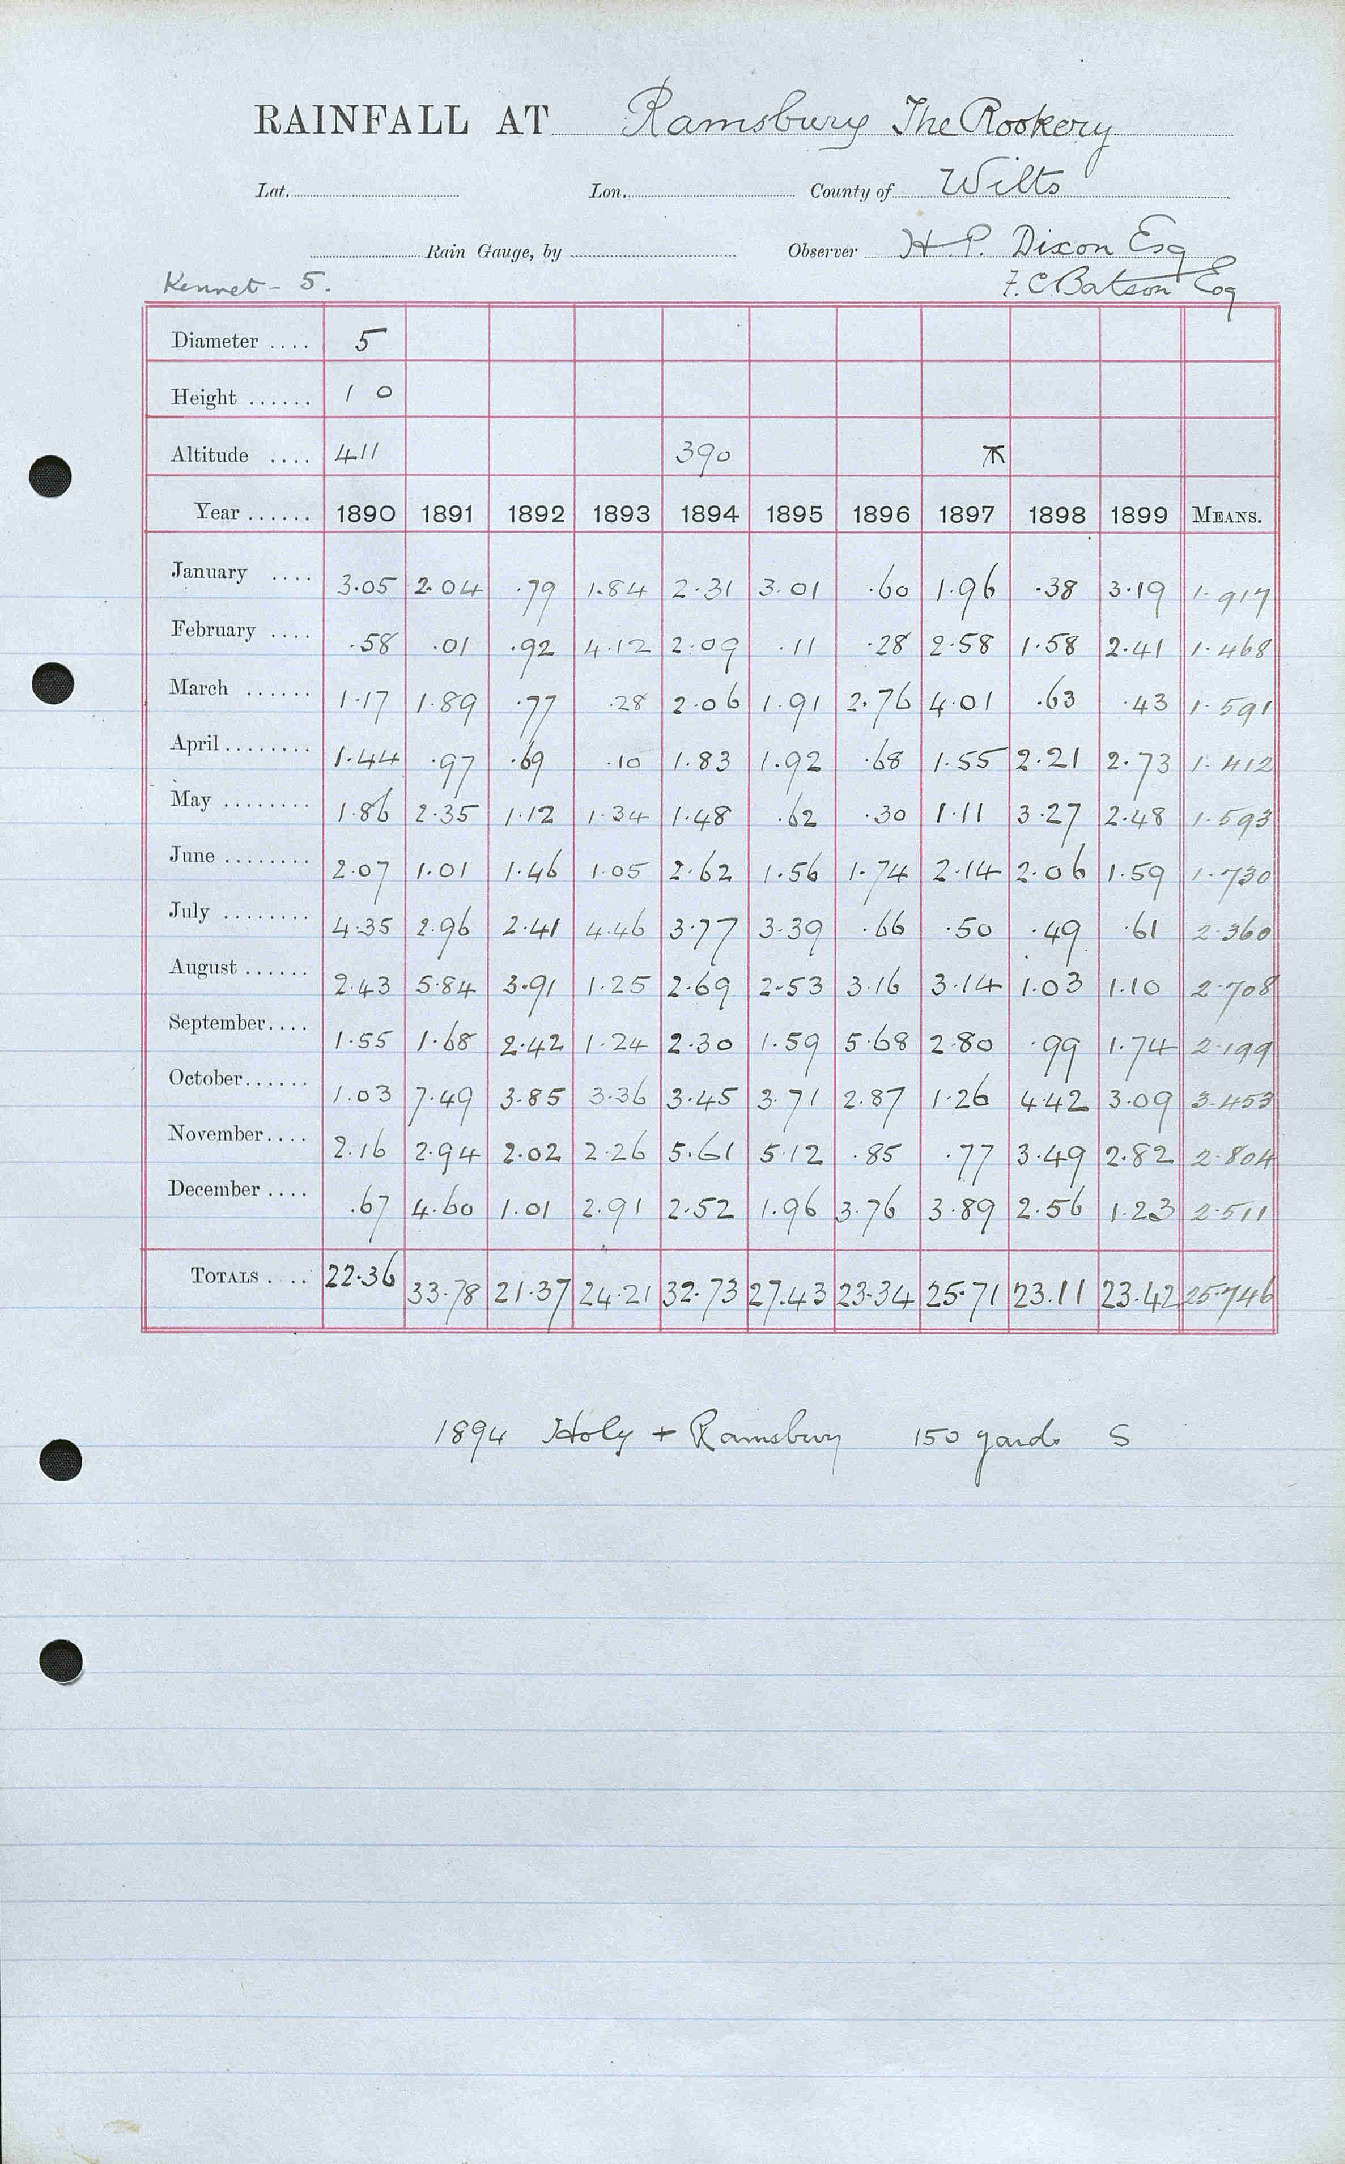 RAINFALL AT Ramsbury The Rookery
Lat. Lon. County of Wilts
Rain Gauge, by Observer H. P. Dixon Esq
Kennet - 5. F. C. Batson Esq
Diameter .... 5
Height ...... 1 0
Altitude .... 411 390
Year ...... 1890 1891 1892 1893 1894 1895 1896 1897 1898 1899 MEANS.
January .... 3.05 2.04 .79 1.84 2.31 3.01 .60 1.96 .38 3.19 1.917
February .... .58 .01 .92 4.12 2.09 .11 .28 2.58 1.58 2.41 1.468
March ...... 1.17 1.89 .77 .28 2.06 1.91 2.76 4.01 .63 .43 1.591
April ........ 1.44 .97 .69 .10 1.83 1.92 .68 1.55 2.21 2.73 1.412
May ........ 1.86 2.35 1.12 1.34 1.48 .62 .30 1.11 3.27 2.48 1.593
June ........ 2.07 1.01 1.46 1.05 2.62 1.56 1.74 2.14 2.06 1.59 1.730
July ........ 4.35 2.96 2.41 4.46 3.77 3.39 .66 .50 .49 .61 2.360
August ...... 2.43 5.84 3.91 1.25 2.69 2.53 3.16 3.14 1.03 1.10 2.708
September .... 1.55 1.68 2.42 1.24 2.30 1.59 5.68 2.80 .99 1.74 2.199
October ...... 1.03 7.49 3.85 3.36 3.45 3.71 2.87 1.26 4.42 3.09 3.453
November .... 2.16 2.94 2.02 2.26 5.61 5.12 .85 .77 3.49 2.82 2.804
December .... .67 4.60 1.01 2.91 2.52 1.96 3.76 3.89 2.56 1.23 2.511
TOTALS .... 22.36 33.78 21.37 24.21 32.73 27.43 23.34 25.71 23.11 23.42 25.746
1894 Holy + Ramsbury 150 yards S